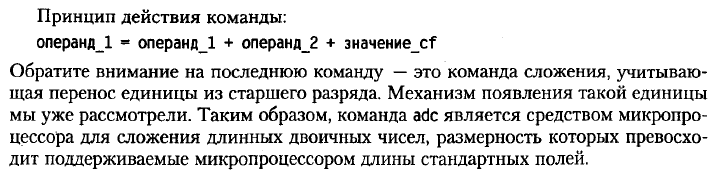 Принцип действия команды:
операнд_1 = операнд_1 + операнд_2 + значение_cf
Обратите внимание на последнюю команду — это команда сложения, учитываю-
щая перенос единицы из старшего разряда. Механизм появления такой единицы
мы уже рассмотрели. Таким образом, команда adc является средством микропро-
цессора для сложения длинных двоичных чисел, размерность которых превосхо-
дит поддерживаемые микропроцессором длины стандартных полей.